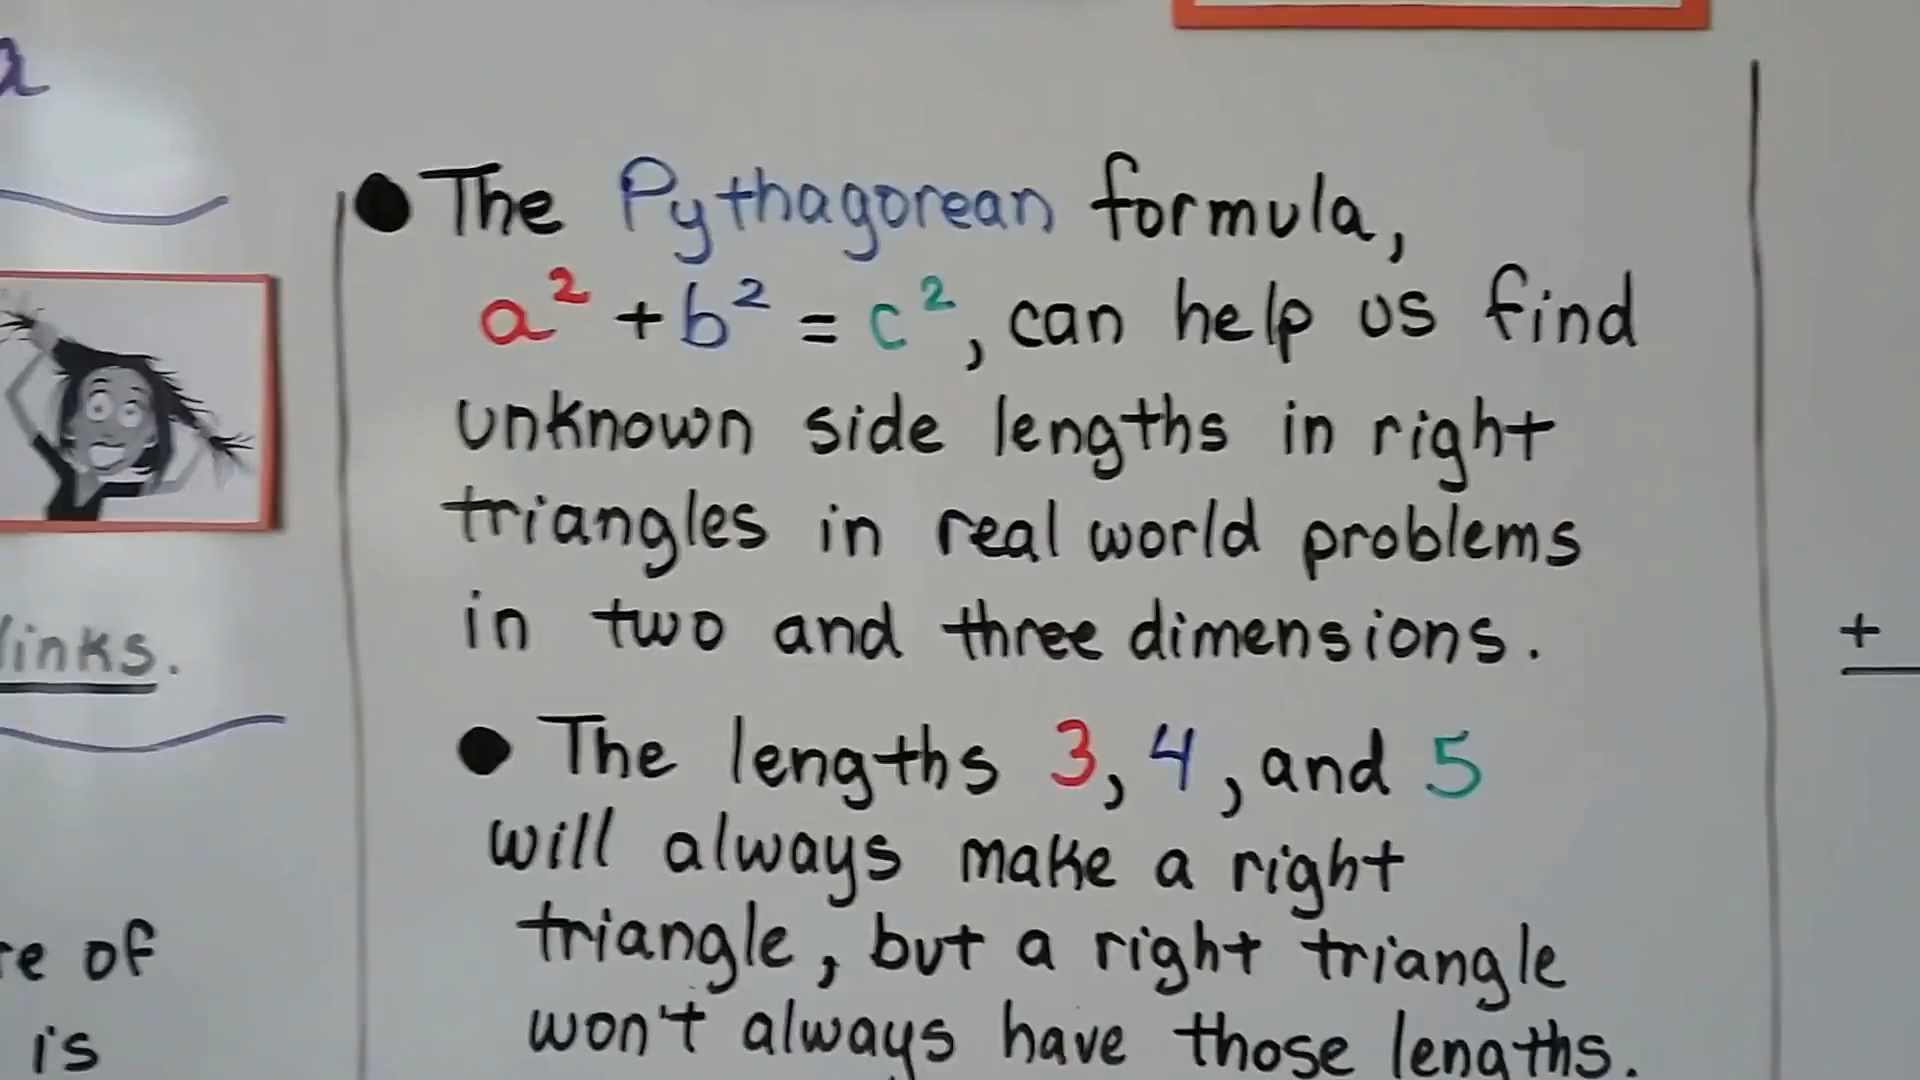 ● The Pythagorean formula,
a² + b² = c², can help us find
unknown side lengths in right
triangles in real world problems
in two and three dimensions.
● The lengths 3, 4, and 5
will always make a right
triangle, but a right triangle
won't always have those lengths.
links.
of
is
+